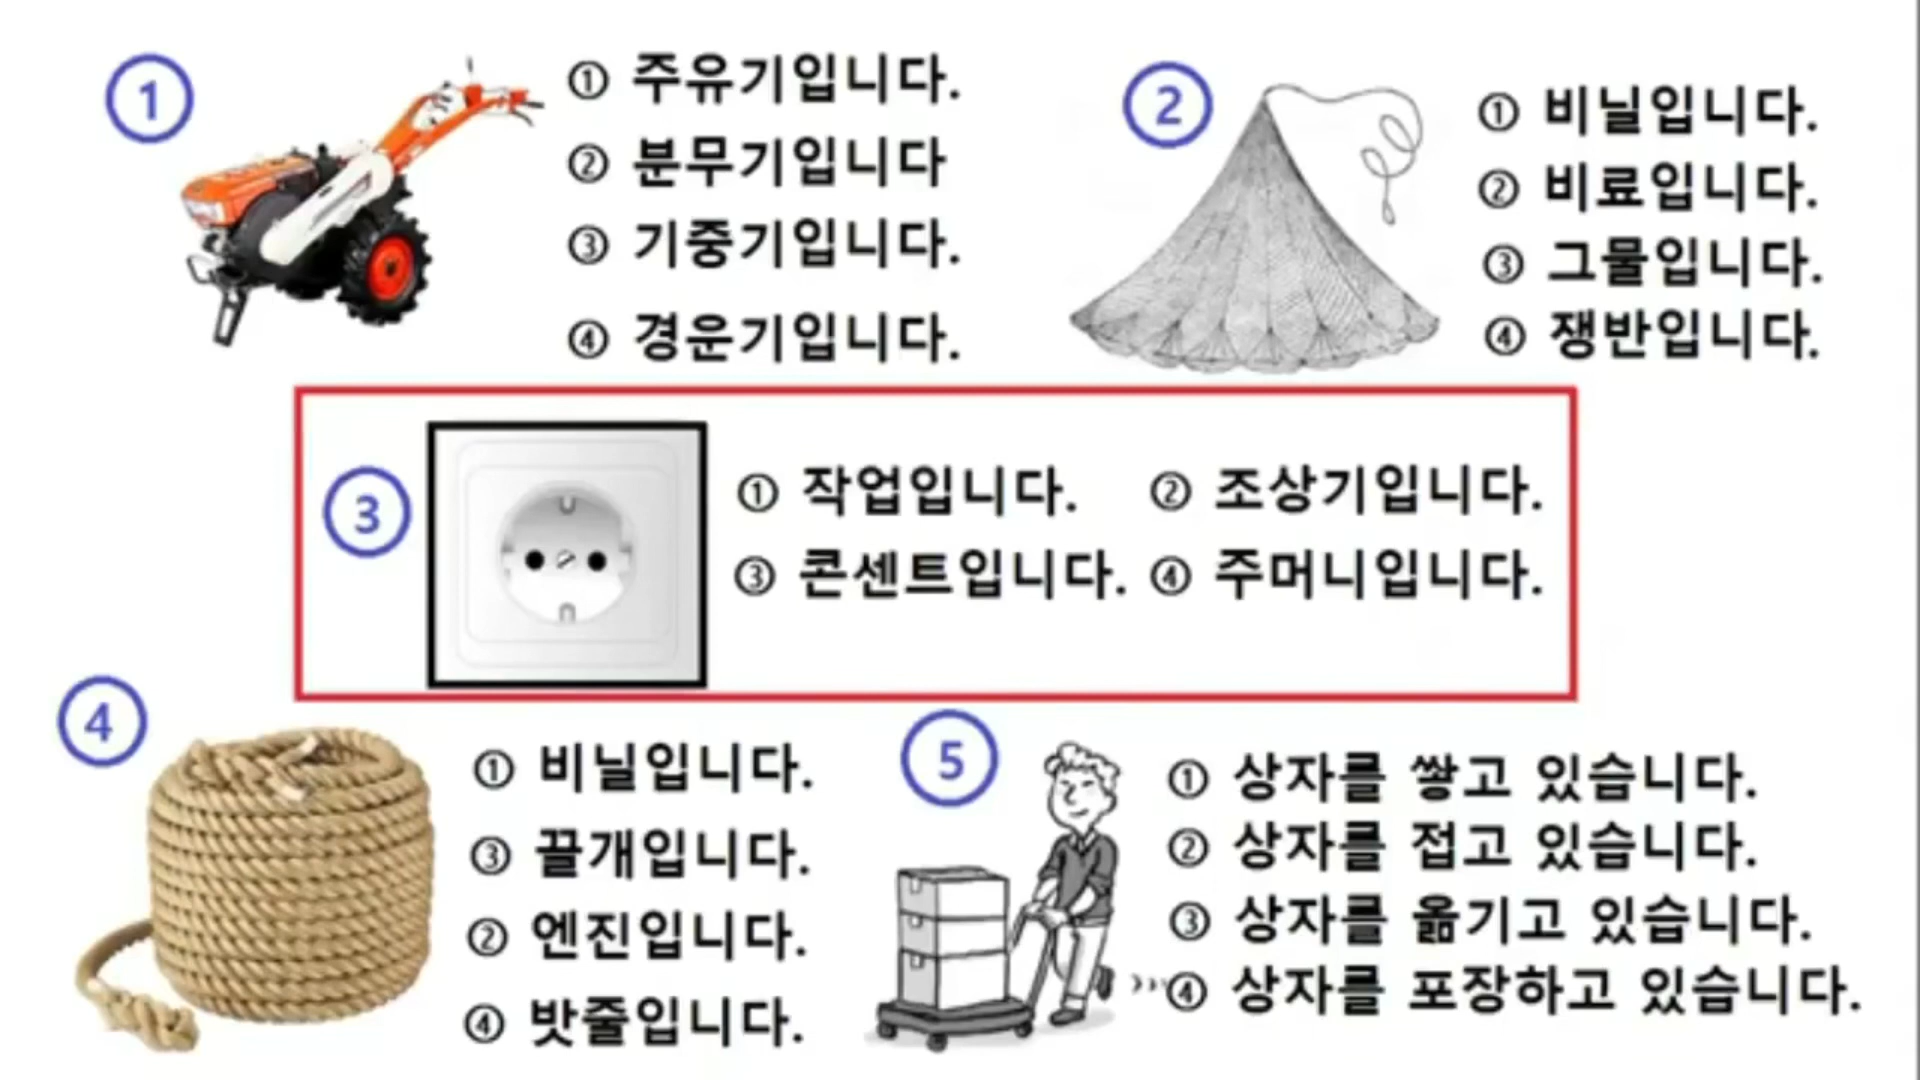 1
① 주유기입니다.
② 분무기입니다
③ 기중기입니다.
④ 경운기입니다.
2
① 비닐입니다.
② 비료입니다.
③ 그물입니다.
④ 쟁반입니다.
3
① 작업입니다. ② 조상기입니다.
③ 콘센트입니다. ④ 주머니입니다.
4
① 비닐입니다.
③ 끌개입니다.
② 엔진입니다.
④ 밧줄입니다.
5
① 상자를 쌓고 있습니다.
② 상자를 접고 있습니다.
③ 상자를 옮기고 있습니다.
④ 상자를 포장하고 있습니다.